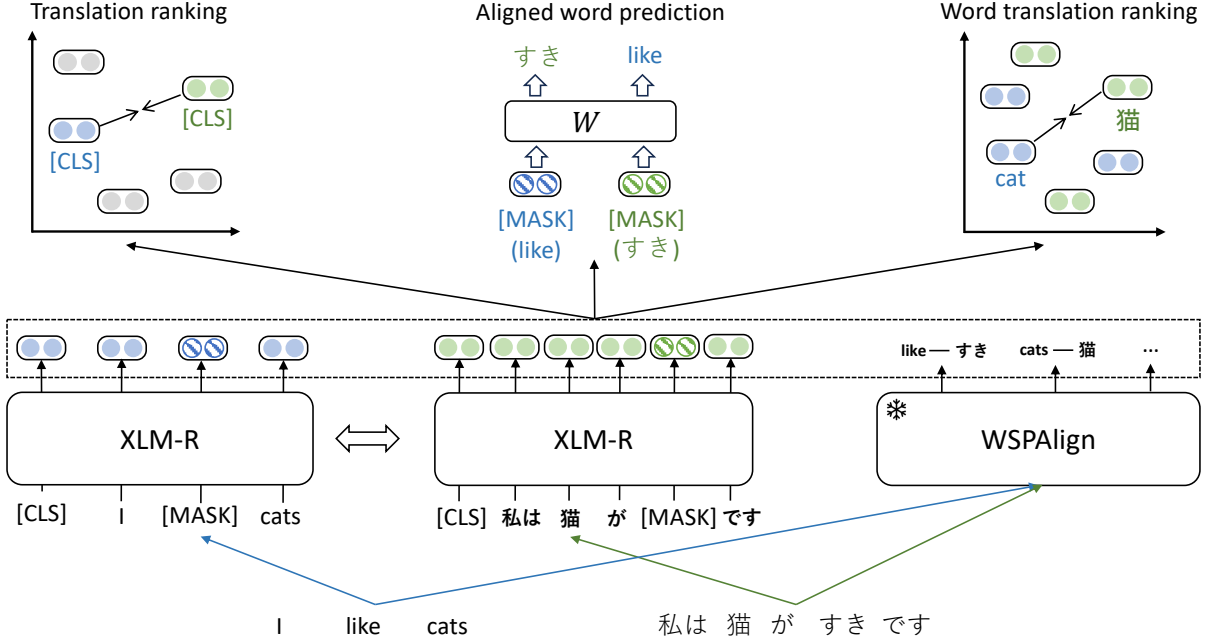 Translation ranking
Aligned word prediction
Word translation ranking
[CLS]
[CLS]
すき like
W
[MASK] [MASK]
(like) (すき)
猫
cat
like — すき cats — 猫 ...
XLM-R
XLM-R
WSPAlign
[CLS] I [MASK] cats
[CLS] 私は 猫 が [MASK] です
I like cats
私は 猫 が すき です